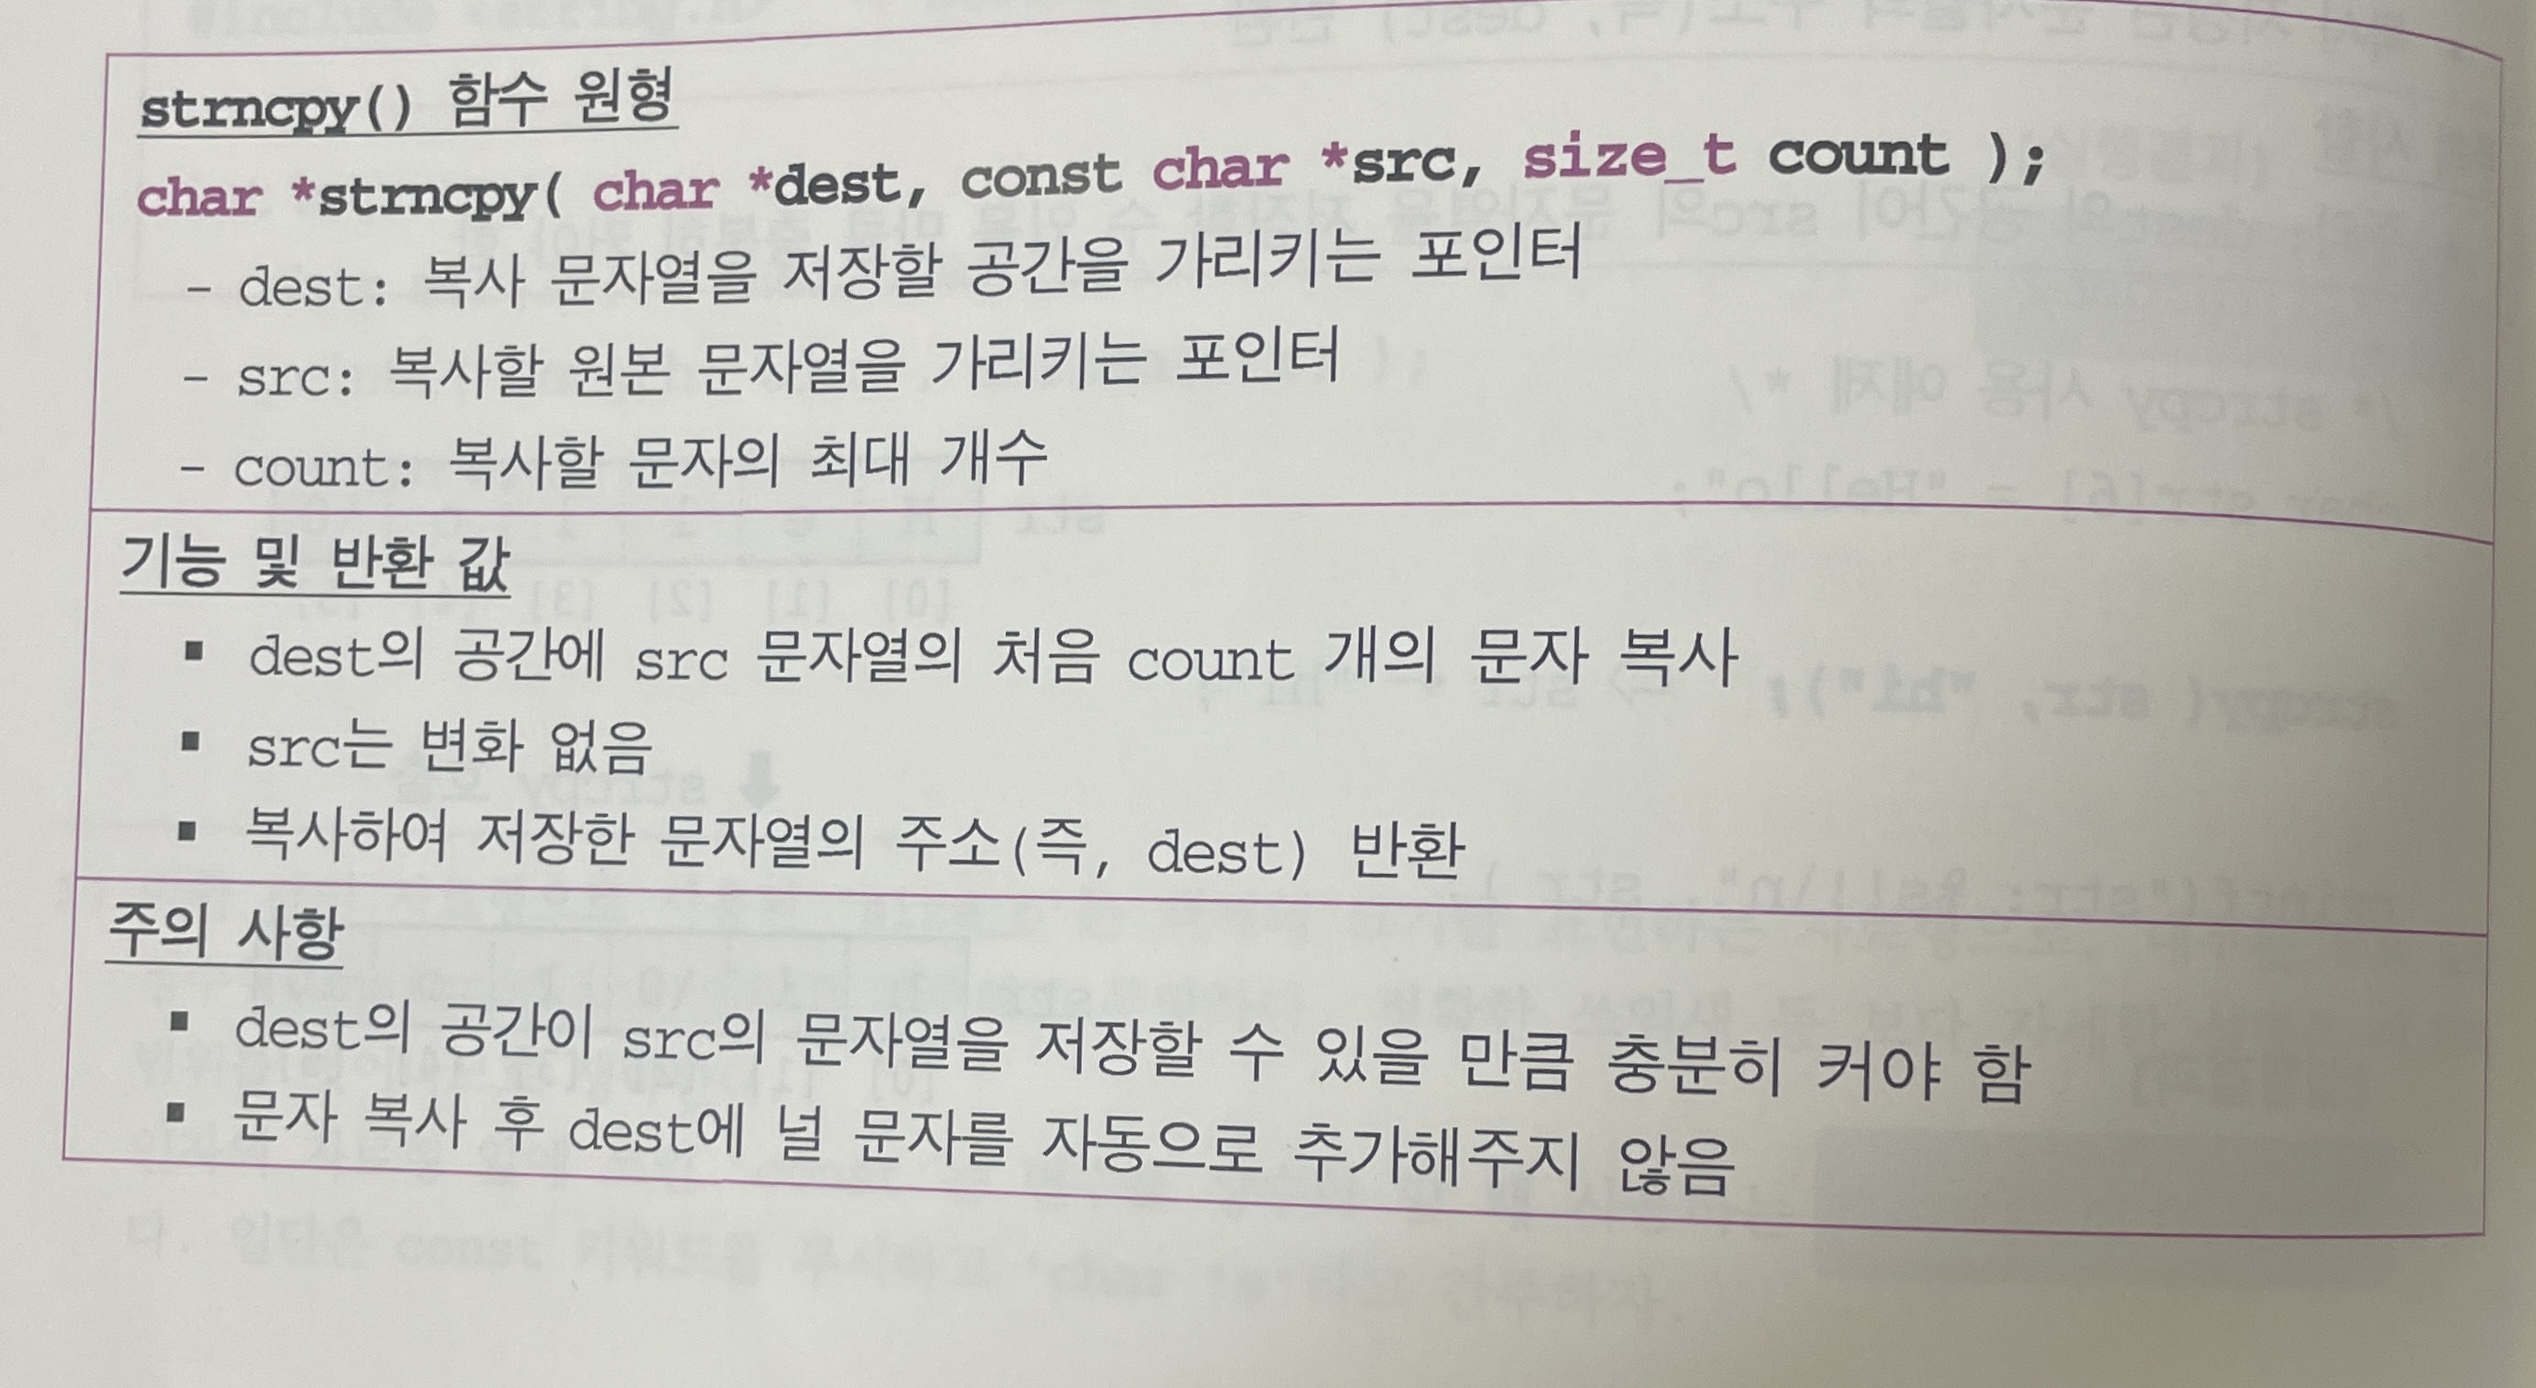 strncpy() 함수 원형
char *strncpy( char *dest, const char *src, size_t count );
- dest: 복사 문자열을 저장할 공간을 가리키는 포인터
- src: 복사할 원본 문자열을 가리키는 포인터
- count: 복사할 문자의 최대 개수
기능 및 반환 값
▪ dest의 공간에 src 문자열의 처음 count 개의 문자 복사
▪ src는 변화 없음
▪ 복사하여 저장한 문자열의 주소(즉, dest) 반환
주의 사항
▪ dest의 공간이 src의 문자열을 저장할 수 있을 만큼 충분히 커야 함
▪ 문자 복사 후 dest에 널 문자를 자동으로 추가해주지 않음